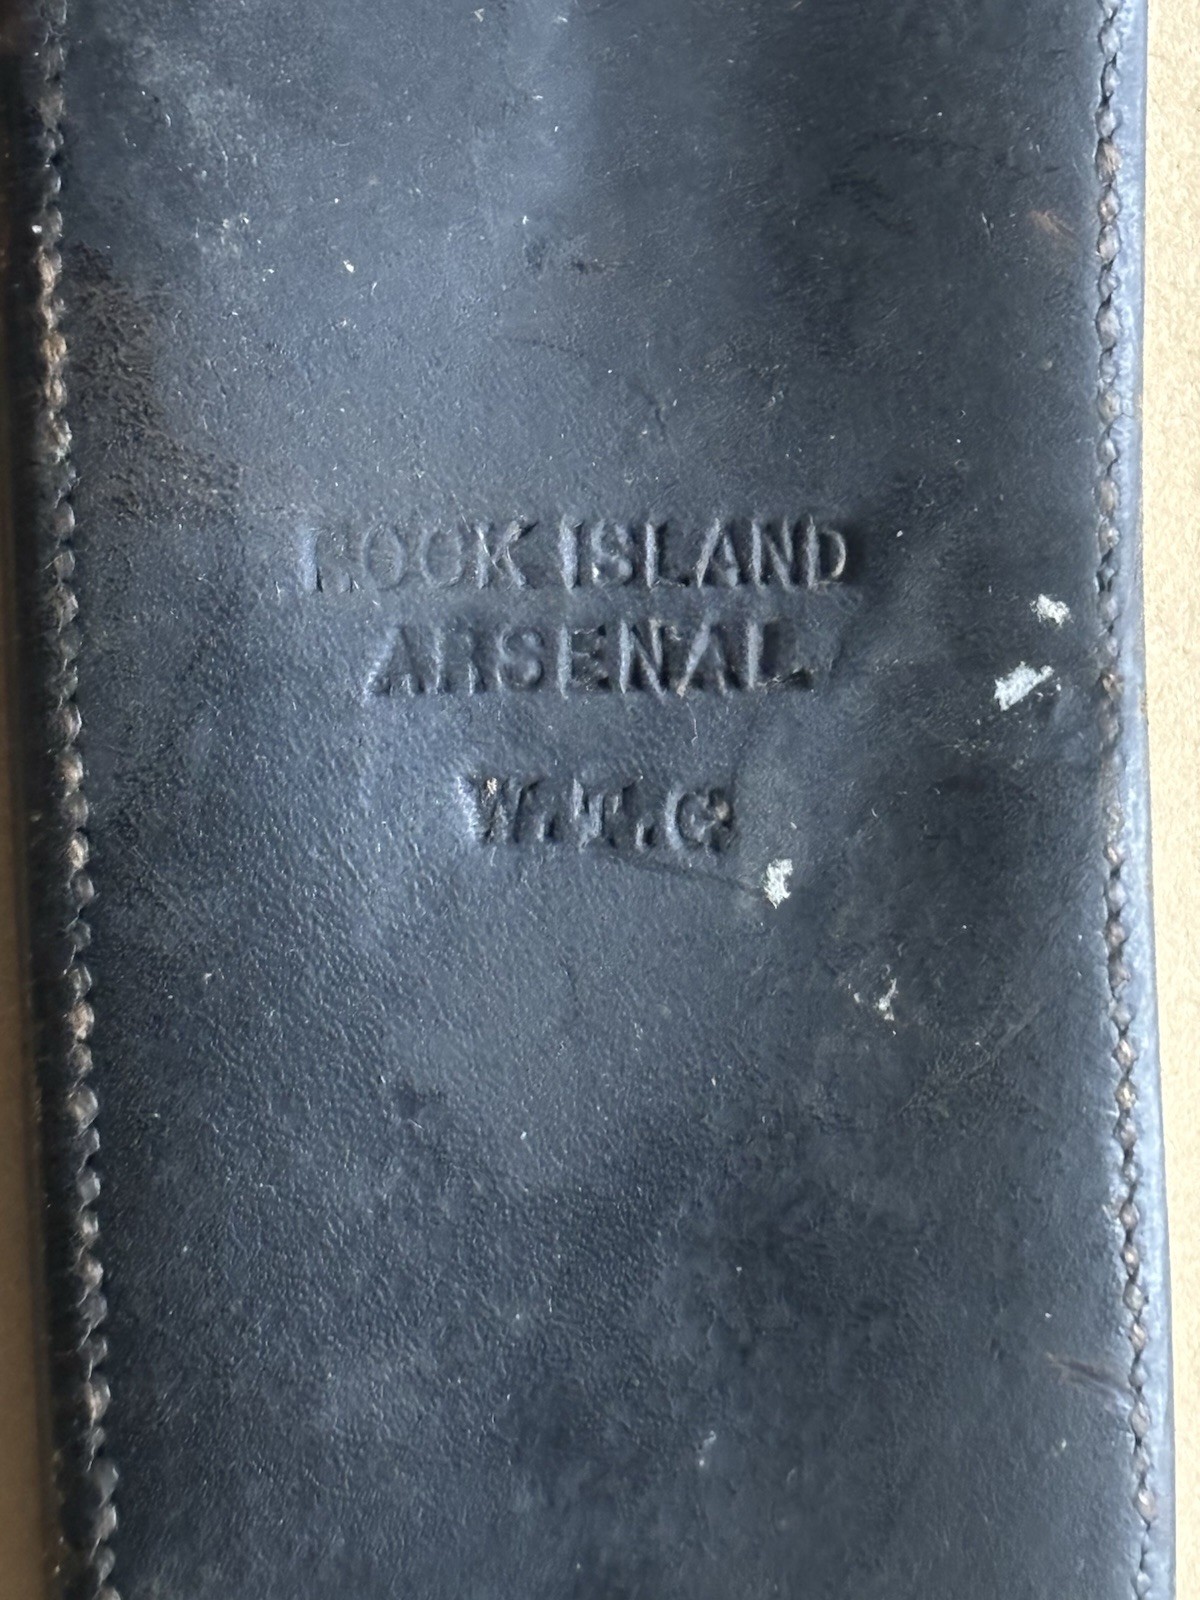 ROCK ISLAND
ARSENAL
W.T.G.